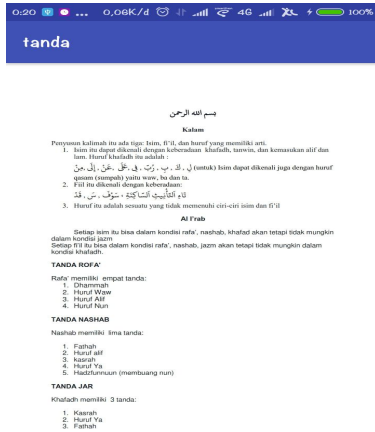 0:20 ... 0,08K/d 4G 100%
tanda
بسم الله الرحمن
Kalam
Penyusun kalimah itu ada tiga: Isim, fi'il, dan huruf yang memiliki arti.
1. Isim itu dapat dikenali dengan keberadaan khafadh, tanwin, dan kemasukan alif dan
lam. Huruf khafadh itu adalah :
مِنْ ,إِلَى ,عَنْ ,عَلَى ,فِي ,رُبَّ ,بِ ,كَ ,لِ (untuk) Isim dapat dikenali juga dengan huruf
qasam (sumpah) yaitu waw, ba dan ta.
2. Fiil itu dikenali dengan keberadaan:
قَدْ , سَ , سَوْفَ , تَاءِ التَّأْنِيثِ السَّاكِنَةِ
3. Huruf itu adalah sesuatu yang tidak memenuhi ciri-ciri isim dan fi'il
Al I'rab
Setiap isim itu bisa dalam kondisi rafa', nashab, khafad akan tetapi tidak mungkin
dalam kondisi jazm
Setiap fi'il itu bisa dalam kondisi rafa', nashab, jazm akan tetapi tidak mungkin dalam
kondisi khafadh.
TANDA ROFA'
Rafa' memiliki empat tanda:
1. Dhammah
2. Huruf Waw
3. Huruf Alif
4. Huruf Nun
TANDA NASHAB
Nashab memiliki lima tanda:
1. Fathah
2. Huruf alif
3. kasrah
4. Huruf Ya
5. Hadzfunnuun (membuang nun)
TANDA JAR
Khafadh memiliki 3 tanda:
1. Kasrah
2. Huruf Ya
3. Fathah